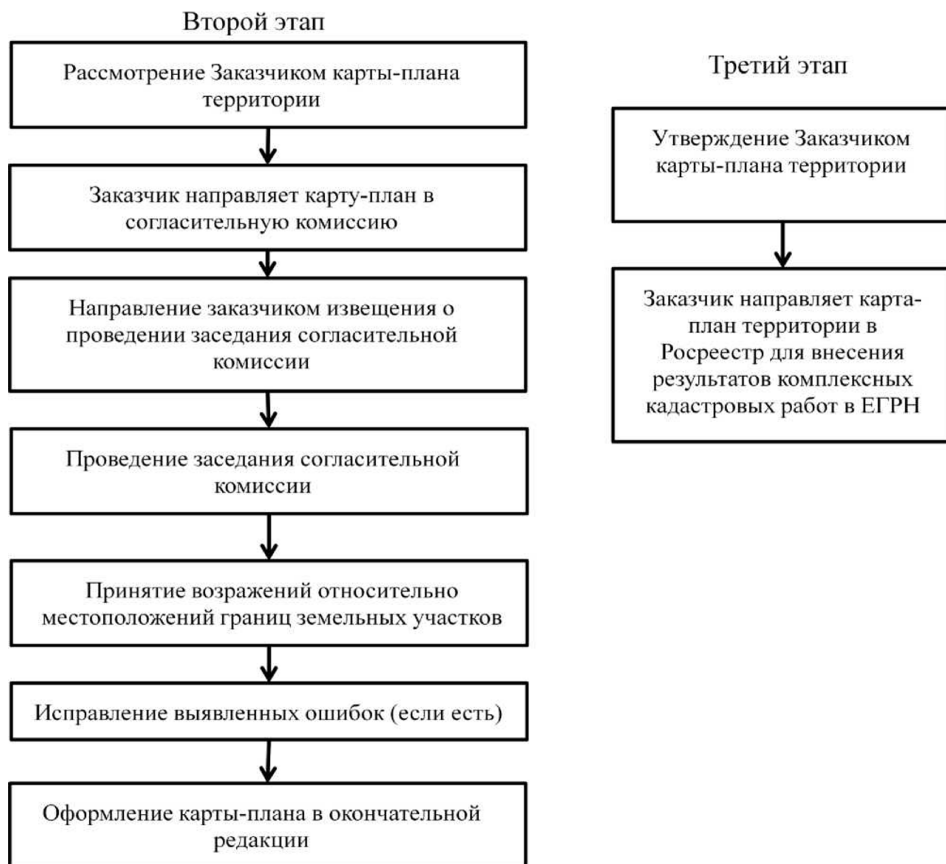 Второй этап
Рассмотрение Заказчиком карты-плана
территории
Заказчик направляет карту-план в
согласительную комиссию
Направление заказчиком извещения о
проведении заседания согласительной
комиссии
Проведение заседания согласительной
комиссии
Принятие возражений относительно
местоположений границ земельных участков
Исправление выявленных ошибок (если есть)
Оформление карты-плана в окончательной
редакции
Третий этап
Утверждение Заказчиком
карты-плана территории
Заказчик направляет карта-
план территории в
Росреестр для внесения
результатов комплексных
кадастровых работ в ЕГРН